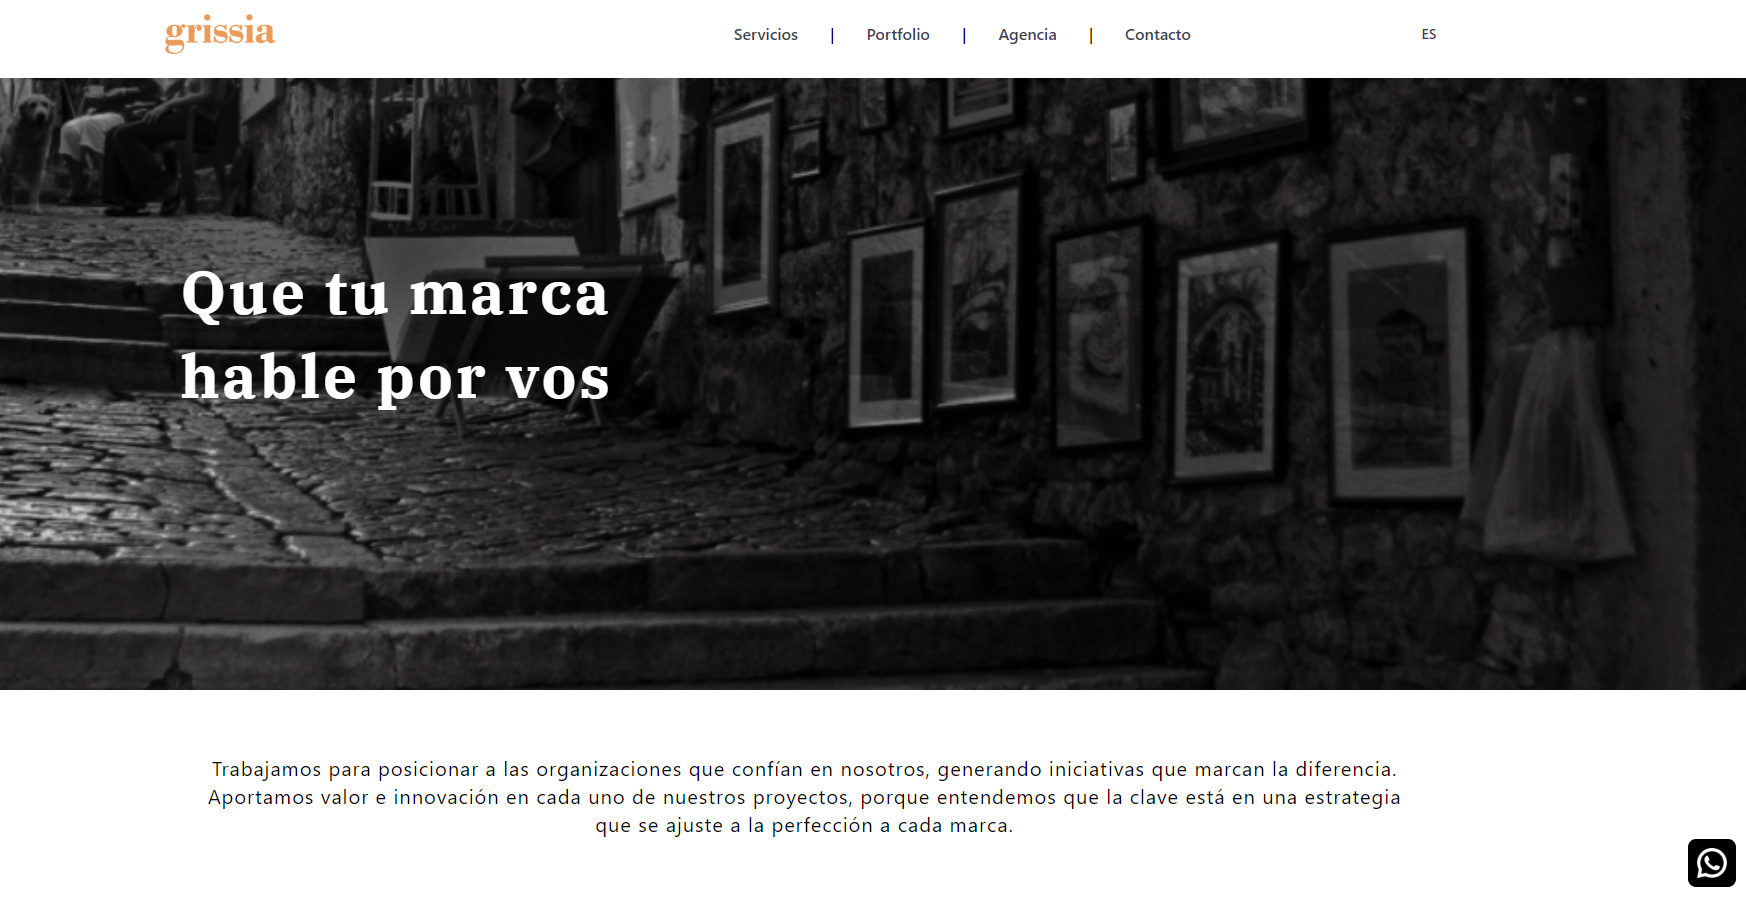 grissia
Servicios | Portfolio | Agencia | Contacto
ES
Que tu marca
hable por vos
Trabajamos para posicionar a las organizaciones que confían en nosotros, generando iniciativas que marcan la diferencia.
Aportamos valor e innovación en cada uno de nuestros proyectos, porque entendemos que la clave está en una estrategia
que se ajuste a la perfección a cada marca.